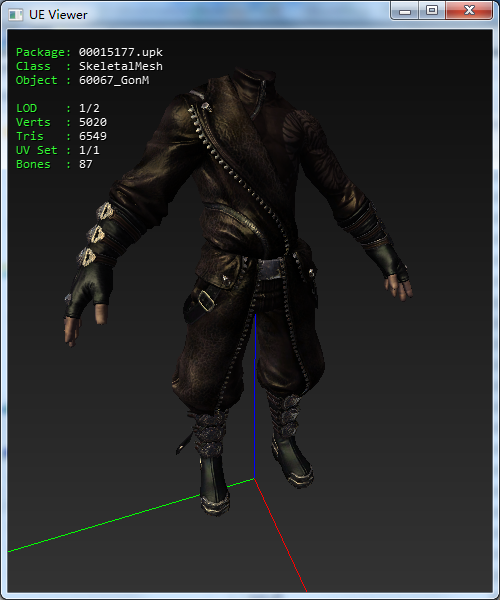 UE Viewer
Package: 00015177.upk
Class : SkeletalMesh
Object : 60067_GonM
LOD : 1/2
Verts : 5020
Tris : 6549
UV Set : 1/1
Bones : 87